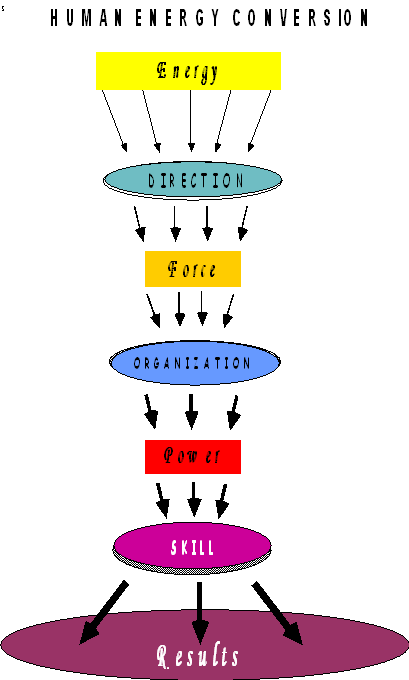 s
HUMAN ENERGY CONVERSION
Energy
DIRECTION
Force
ORGANIZATION
Power
SKILL
Results